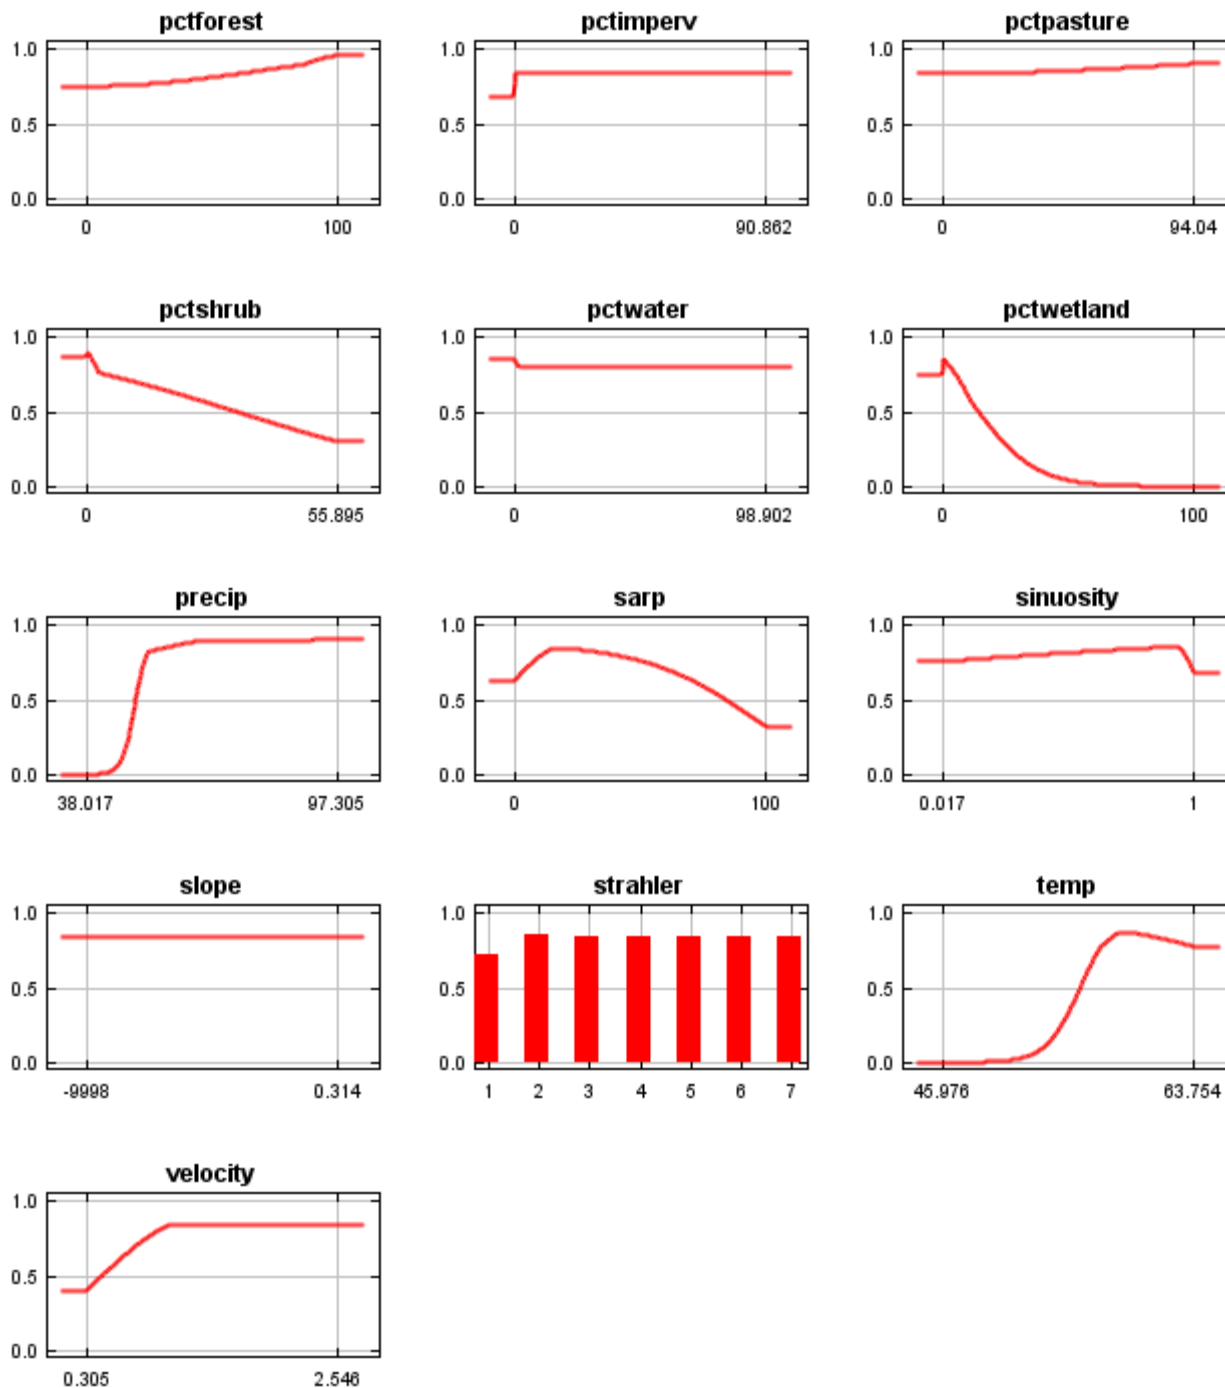 pctforest pctimperv pctpasture
1.0 1.0 1.0
0.5 0.5 0.5
0.0 0.0 0.0
0 100 0 90.862 0 94.04
pctshrub pctwater pctwetland
1.0 1.0 1.0
0.5 0.5 0.5
0.0 0.0 0.0
0 55.895 0 98.902 0 100
precip sarp sinuosity
1.0 1.0 1.0
0.5 0.5 0.5
0.0 0.0 0.0
38.017 97.305 0 100 0.017 1
slope strahler temp
1.0 1.0 1.0
0.5 0.5 0.5
0.0 0.0 0.0
-9998 0.314 1 2 3 4 5 6 7 45.976 63.754
velocity
1.0
0.5
0.0
0.305 2.546